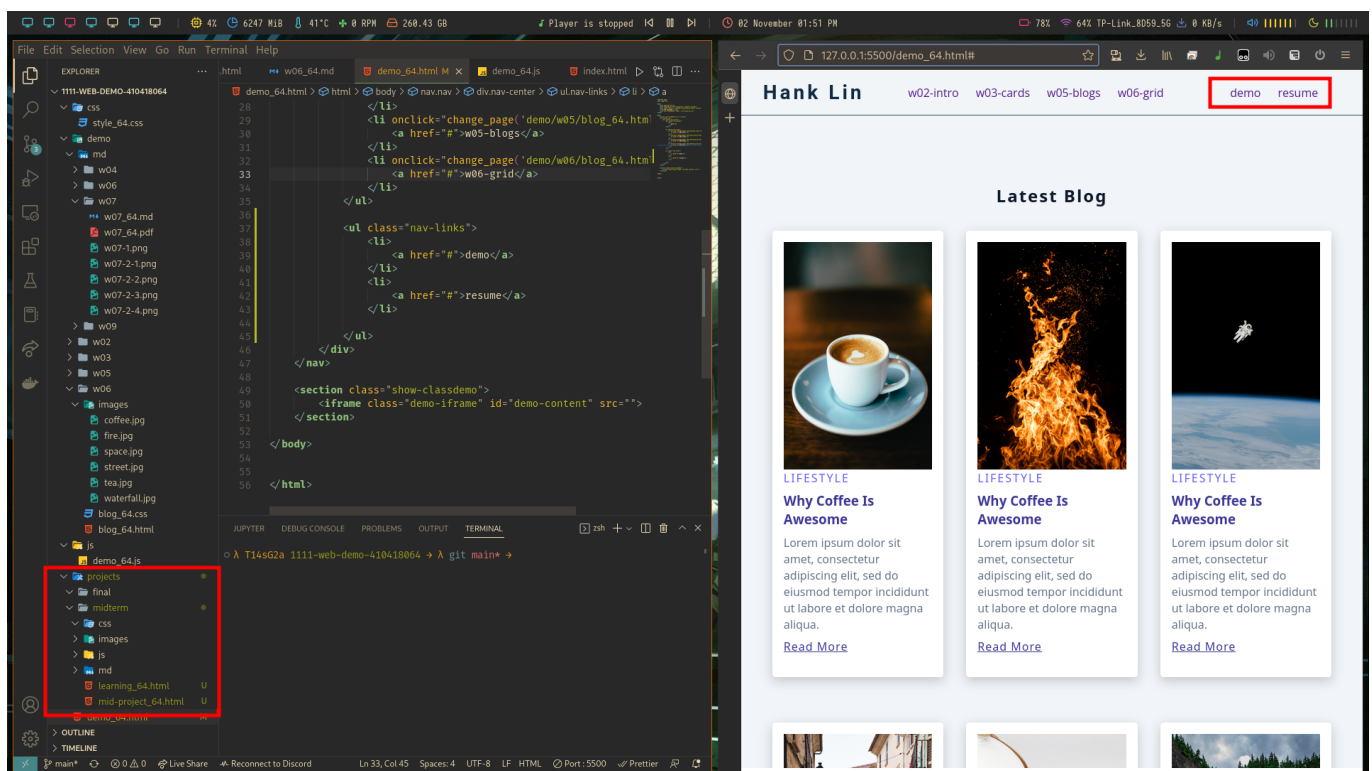 4% 6247 MiB 41°C 0 RPM 260.43 GB
Player is stopped
02 November 01:51 PM
78% 64% TP-Link_8D59_5G 0 KB/s
File Edit Selection View Go Run Terminal Help
EXPLORER
1111-WEB-DEMO-410418064
css
style_64.css
demo
md
w04
w06
w07
w07_64.md
w07_64.pdf
w07-1.png
w07-2-1.png
w07-2-2.png
w07-2-3.png
w07-2-4.png
w09
w02
w03
w05
w06
images
coffee.jpg
fire.jpg
space.jpg
street.jpg
tea.jpg
waterfall.jpg
blog_64.css
blog_64.html
js
demo_64.js
projects
final
midterm
css
images
js
md
learning_64.html U
mid-project_64.html U
demo_64.html M
OUTLINE
TIMELINE
.html w06_64.md demo_64.html M demo_64.js index.html
demo_64.html > html > body > nav.nav > div.nav-center > ul.nav-links > li > a
28 </li>
29 <li onclick="change_page('demo/w05/blog_64.htm
30 <a href="#">w05-blogs</a>
31 </li>
32 <li onclick="change_page('demo/w06/blog_64.htm
33 <a href="#">w06-grid</a>
34 </li>
35 </ul>
36
37 <ul class="nav-links">
38 <li>
39 <a href="#">demo</a>
40 </li>
41 <li>
42 <a href="#">resume</a>
43 </li>
44
45 </ul>
46 </div>
47 </nav>
48
49 <section class="show-classdemo">
50 <iframe class="demo-iframe" id="demo-content" src="">
51 </section>
52
53 </body>
54
55
56 </html>
JUPYTER DEBUG CONSOLE PROBLEMS OUTPUT TERMINAL zsh
λ T14sG2a 1111-web-demo-410418064 → λ git main* →
main* 0 0 Live Share Reconnect to Discord Ln 33, Col 45 Spaces: 4 UTF-8 LF HTML Port : 5500 Prettier
127.0.0.1:5500/demo_64.html#
Hank Lin w02-intro w03-cards w05-blogs w06-grid demo resume
Latest Blog
LIFESTYLE
Why Coffee Is
Awesome
Lorem ipsum dolor sit
amet, consectetur
adipiscing elit, sed do
eiusmod tempor incididunt
ut labore et dolore magna
aliqua.
Read More
LIFESTYLE
Why Coffee Is
Awesome
Lorem ipsum dolor sit
amet, consectetur
adipiscing elit, sed do
eiusmod tempor incididunt
ut labore et dolore magna
aliqua.
Read More
LIFESTYLE
Why Coffee Is
Awesome
Lorem ipsum dolor sit
amet, consectetur
adipiscing elit, sed do
eiusmod tempor incididunt
ut labore et dolore magna
aliqua.
Read More